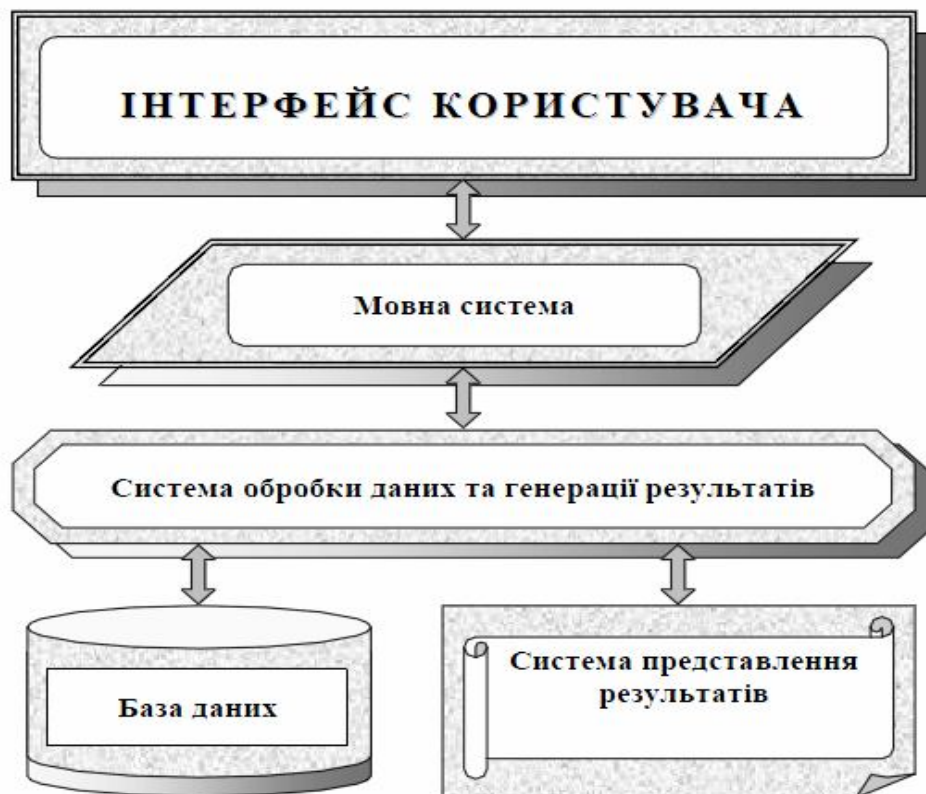 ІНТЕРФЕЙС КОРИСТУВАЧА
Мовна система
Система обробки даних та генерації результатів
База даних
Система представлення
результатів